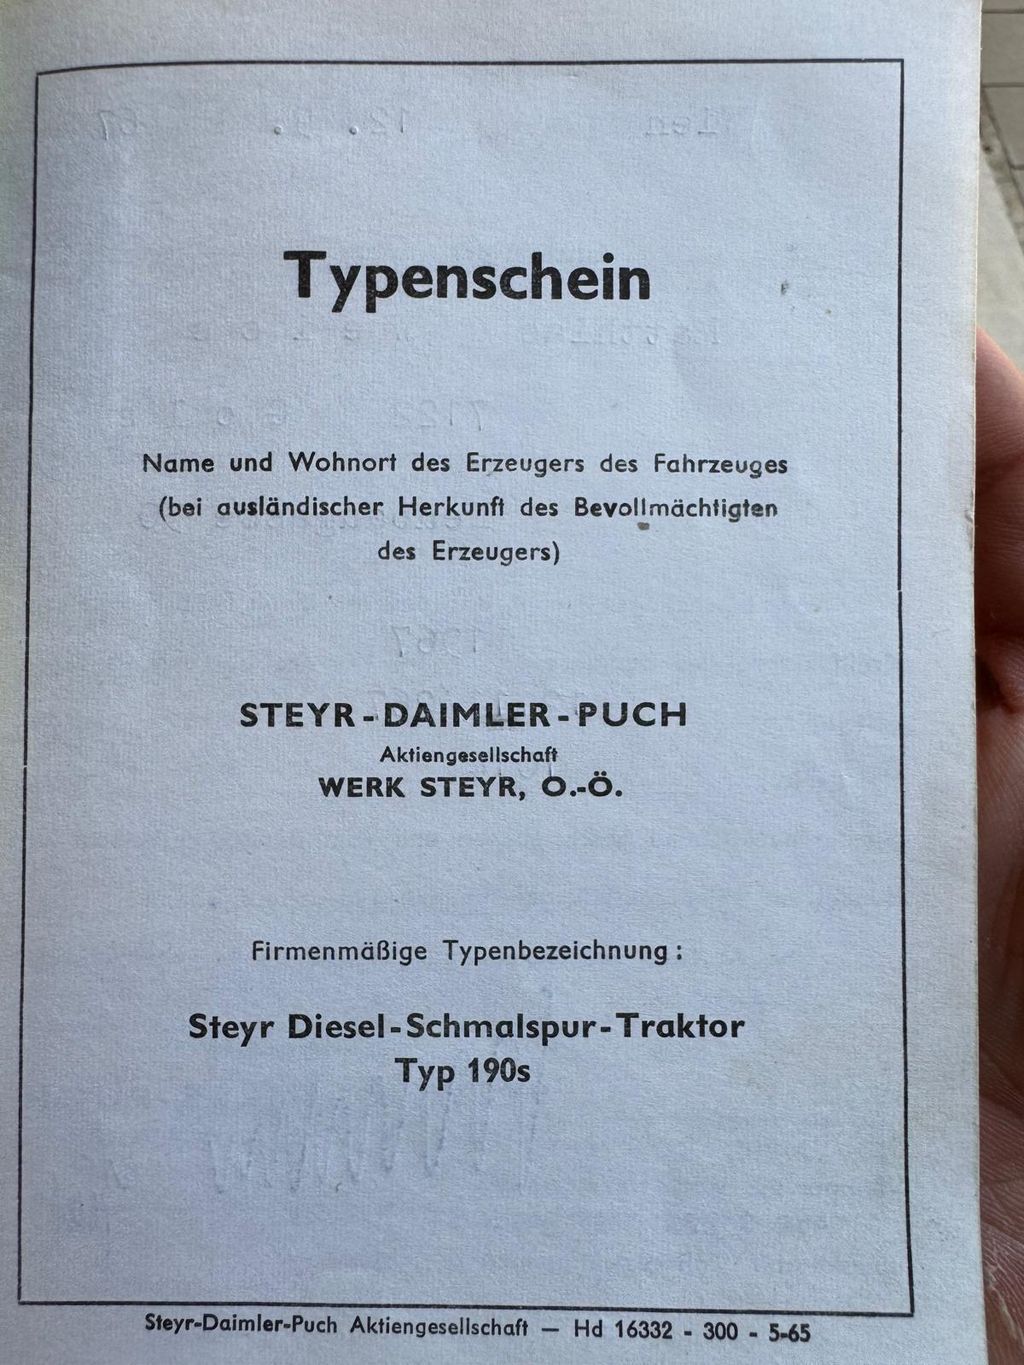 Typenschein
Name und Wohnort des Erzeugers des Fahrzeuges
(bei ausländischer Herkunft des Bevollmächtigten
des Erzeugers)
STEYR-DAIMLER-PUCH
Aktiengesellschaft
WERK STEYR, O.-Ö.
Firmenmäßige Typenbezeichnung:
Steyr Diesel-Schmalspur-Traktor
Typ 190s
Steyr-Daimler-Puch Aktiengesellschaft — Hd 16332 - 300 - 5-65